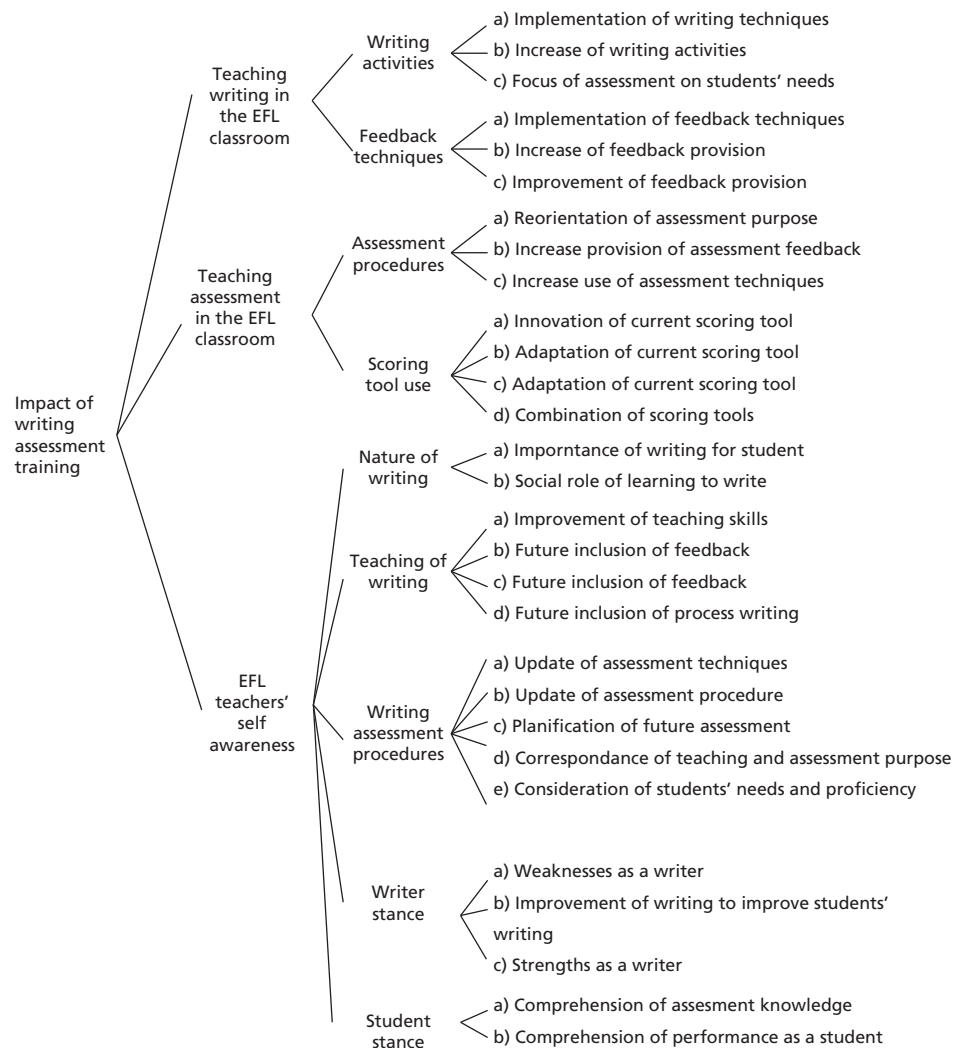 Impact of
writing
assessment
training
Teaching
writing in
the EFL
classroom
Writing
activities
a) Implementation of writing techniques
b) Increase of writing activities
c) Focus of assessment on students’ needs
Feedback
techniques
a) Implementation of feedback techniques
b) Increase of feedback provision
c) Improvement of feedback provision
Teaching
assessment
in the EFL
classroom
Assessment
procedures
a) Reorientation of assessment purpose
b) Increase provision of assessment feedback
c) Increase use of assessment techniques
Scoring
tool use
a) Innovation of current scoring tool
b) Adaptation of current scoring tool
c) Adaptation of current scoring tool
d) Combination of scoring tools
EFL
teachers’
self
awareness
Nature of
writing
a) Imporntance of writing for student
b) Social role of learning to write
Teaching of
writing
a) Improvement of teaching skills
b) Future inclusion of feedback
c) Future inclusion of feedback
d) Future inclusion of process writing
Writing
assessment
procedures
a) Update of assessment techniques
b) Update of assessment procedure
c) Planification of future assessment
d) Correspondance of teaching and assessment purpose
e) Consideration of students’ needs and proficiency
Writer
stance
a) Weaknesses as a writer
b) Improvement of writing to improve students’
writing
c) Strengths as a writer
Student
stance
a) Comprehension of assesment knowledge
b) Comprehension of performance as a student